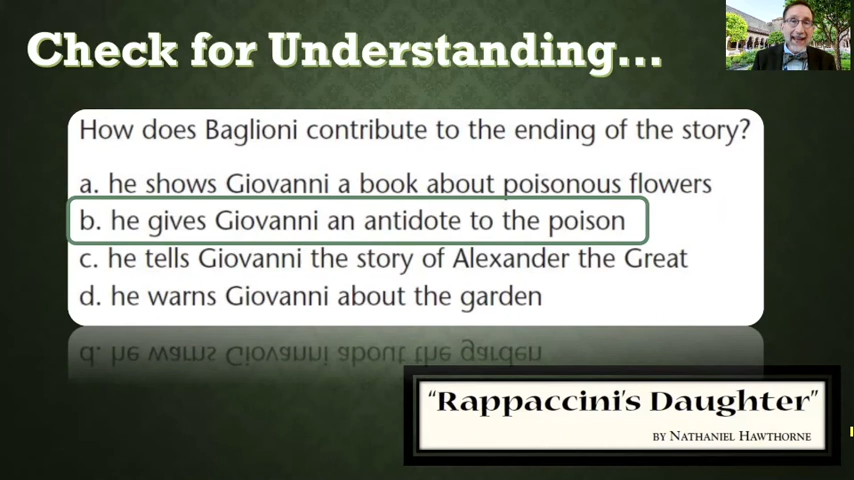 Check for Understanding...
How does Baglioni contribute to the ending of the story?
a. he shows Giovanni a book about poisonous flowers
b. he gives Giovanni an antidote to the poison
c. he tells Giovanni the story of Alexander the Great
d. he warns Giovanni about the garden
d. he warns Giovanni about the garden
“Rappaccini's Daughter”
BY NATHANIEL HAWTHORNE